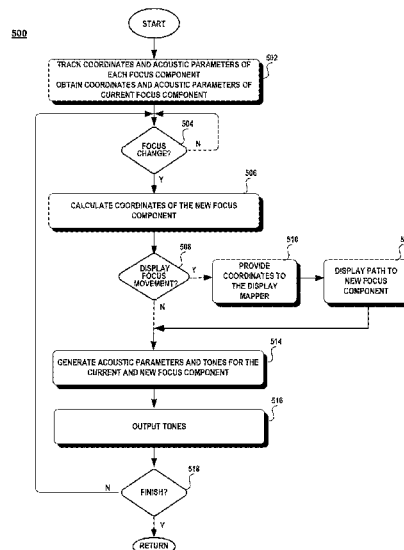 START
500
502
TRACK COORDINATES AND ACOUSTIC PARAMETERS OF
EACH FOCUS COMPONENT
OBTAIN COORDINATES AND ACOUSTIC PARAMETERS OF
CURRENT FOCUS COMPONENT
504
FOCUS
CHANGE?
N
Y
506
CALCULATE COORDINATES OF THE NEW FOCUS
COMPONENT
508
DISPLAY
FOCUS
MOVEMENT?
Y
N
510
PROVIDE
COORDINATES TO
THE DISPLAY
MAPPER
DISPLAY PATH TO
NEW FOCUS
COMPONENT
514
GENERATE ACOUSTIC PARAMETERS AND TONES FOR THE
CURRENT AND NEW FOCUS COMPONENT
516
OUTPUT TONES
518
FINISH?
N
Y
RETURN